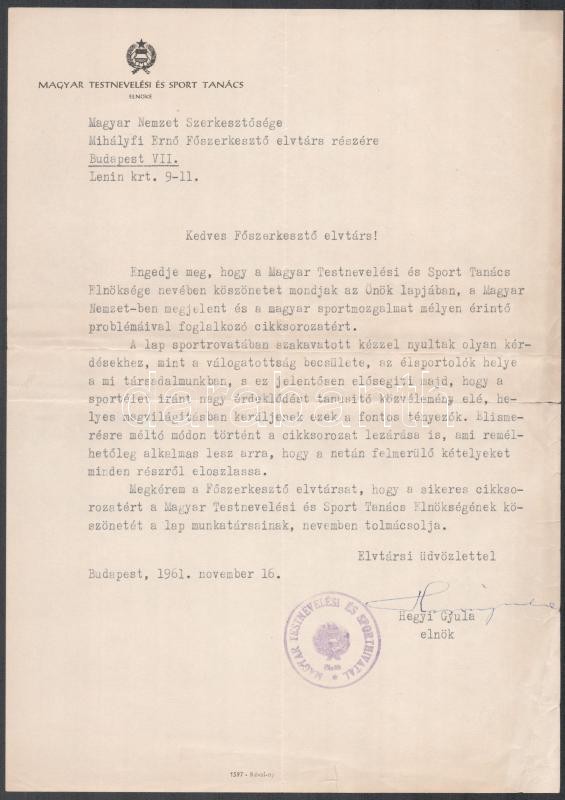 MAGYAR TESTNEVELÉSI ÉS SPORT TANÁCS
ELNÖKE
Magyar Nemzet Szerkesztősége
Mihályfi Ernő Főszerkesztő elvtárs részére
Budapest VII.
Lenin krt. 9-11.
Kedves Főszerkesztő elvtárs!
Engedje meg, hogy a Magyar Testnevelési és Sport Tanács
Elnöksége nevében köszönetet mondjak az Önök lapjában, a Magyar
Nemzet-ben megjelent és a magyar sportmozgalmat mélyen érintő
problémáival foglalkozó cikksorozatért.
A lap sportrovatában szakavatott kézzel nyultak olyan kér-
désekhez, mint a válogatottság becsülete, az élsportolók helye
a mi társadalmunkban, s ez jelentősen elősegiti majd, hogy a
sportélet iránt nagy érdeklődést tanusitó közvélemény elé, he-
lyes megvilágitásban kerüljenek ezek a fontos tényezők. Elisme-
résre méltó módon történt a cikksorozat lezárása is, ami remél-
hetőleg alkalmas lesz arra, hogy a netán felmerülő kételyeket
minden részről eloszlassa.
Megkérem a Főszerkesztő elvtársat, hogy a sikeres cikkso-
rozatért a Magyar Testnevelési és Sport Tanács Elnökségének kö-
szönetét a lap munkatársainak, nevemben tolmácsolja.
Elvtársi üdvözlettel
Budapest, 1961. november 16.
Hegyi Gyula
elnök
MAGYAR TESTNEVELÉSI ÉS SPORTHIVATAL
darabanth
1597 -